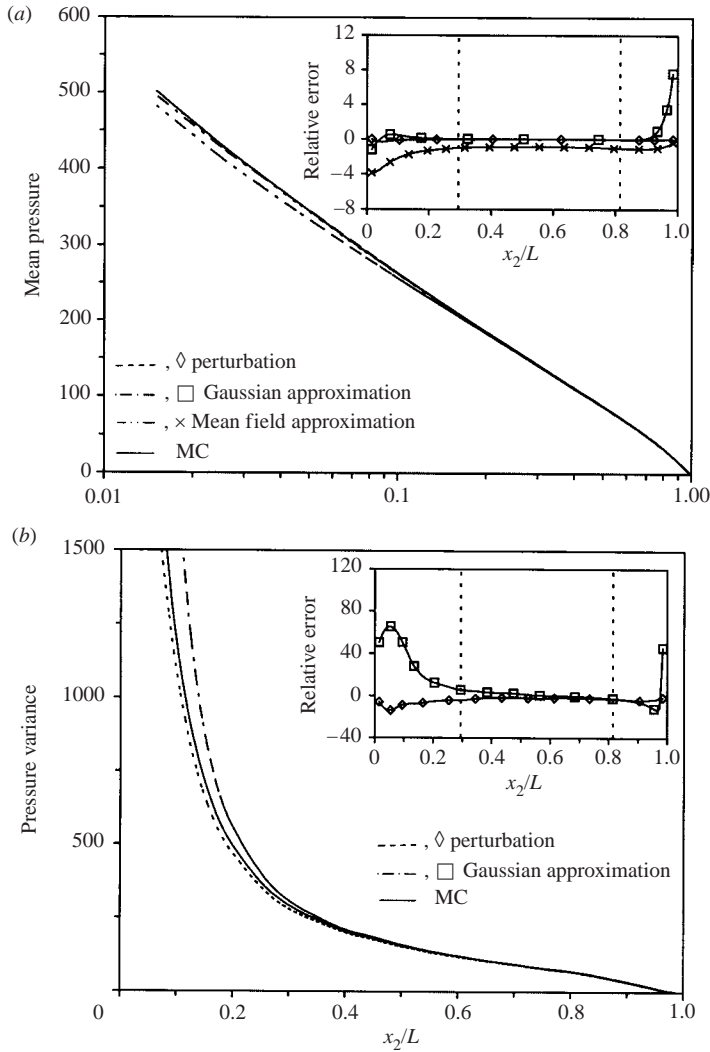 (a)
600
500
400
300
200
100
0
Mean pressure
0.01
0.1
1.00
12
8
4
0
−4
−8
Relative error
0
0.2
0.4
0.6
0.8
1.0
x2/L
, ◊ perturbation
, □ Gaussian approximation
, × Mean field approximation
MC
(b)
1500
1000
500
Pressure variance
0
0.2
0.4
0.6
0.8
1.0
x2/L
120
80
40
0
−40
Relative error
0
0.2
0.4
0.6
0.8
1.0
x2/L
, ◊ perturbation
, □ Gaussian approximation
MC